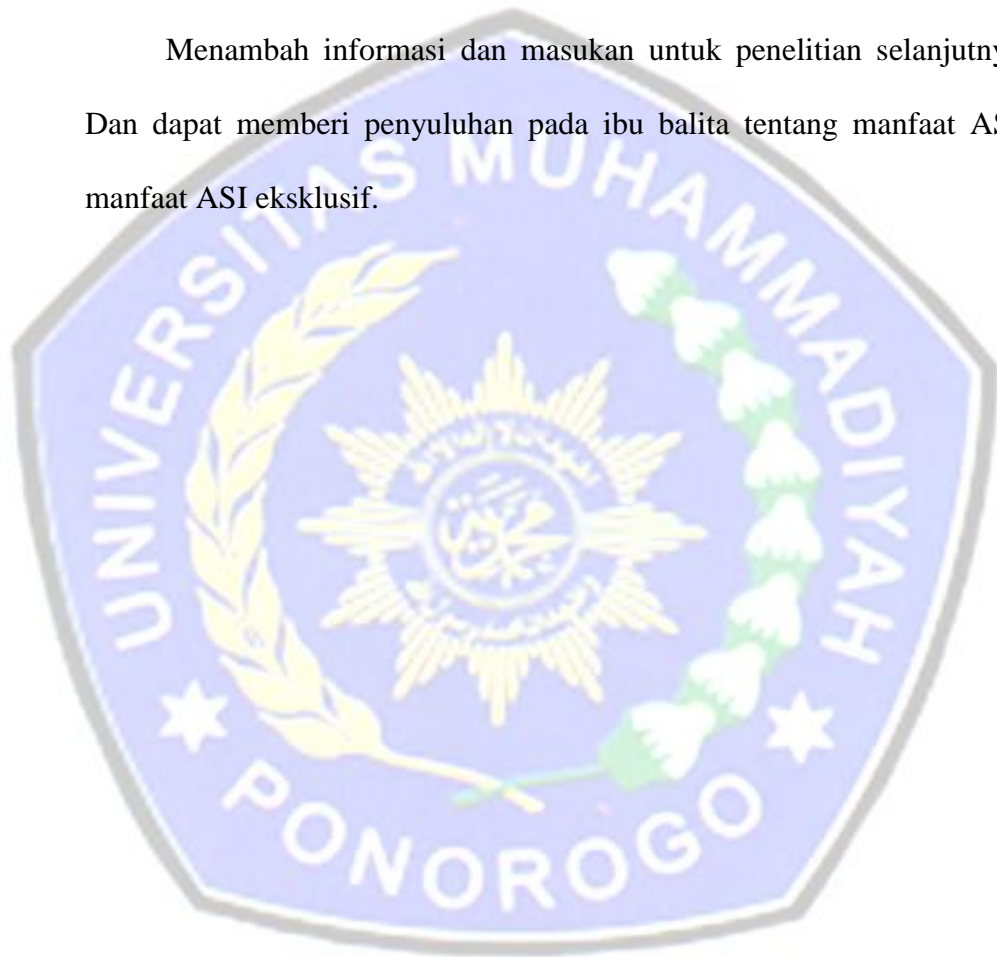 Menambah informasi dan masukan untuk penelitian selanjutny
Dan dapat memberi penyuluhan pada ibu balita tentang manfaat AS
manfaat ASI eksklusif.
UNIVERSITAS MUHAMMADIYAH
PONOROGO